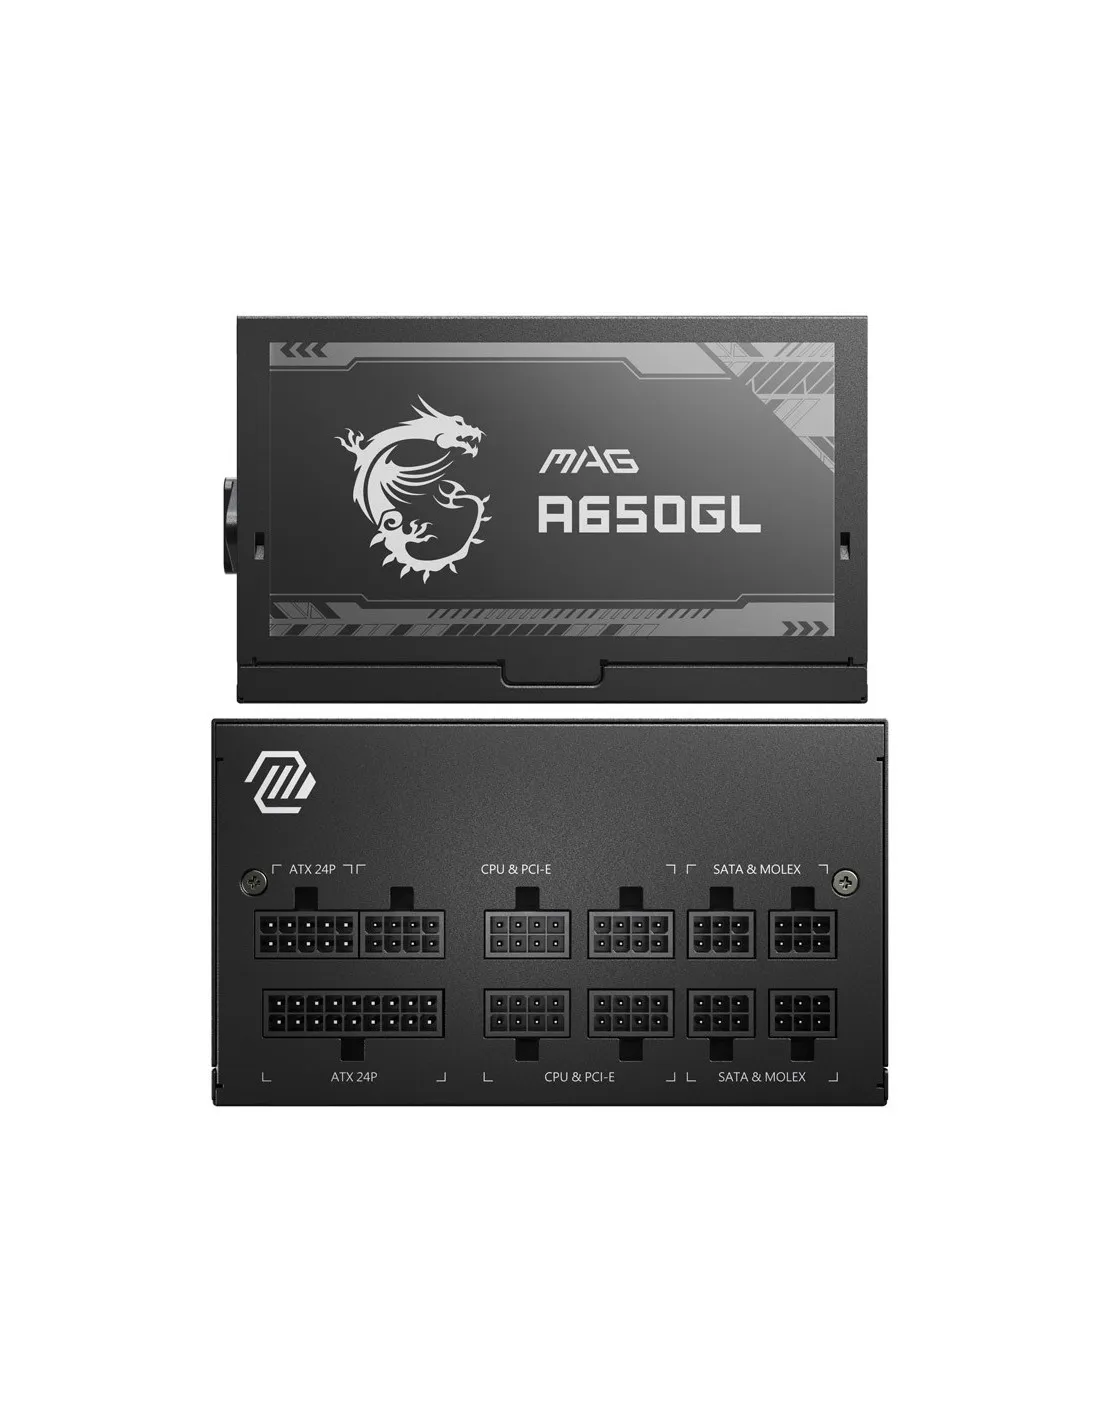 MAG
A650GL
ATX 24P
CPU & PCI-E
SATA & MOLEX
ATX 24P
CPU & PCI-E
SATA & MOLEX